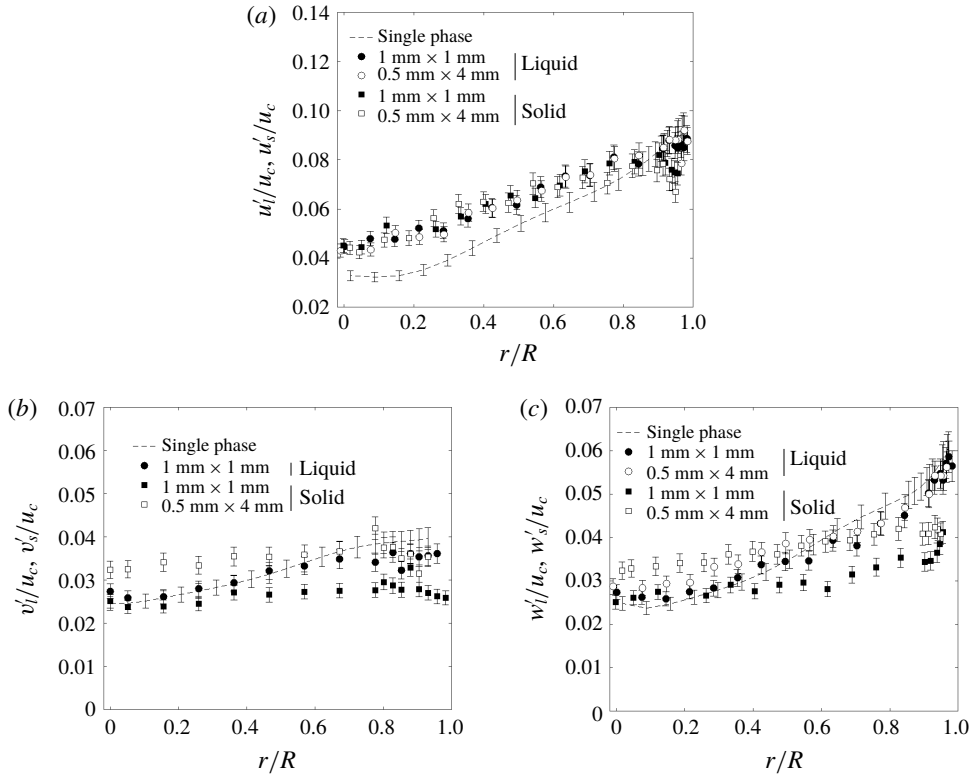 (a)
0.14
0.12
0.10
0.08
0.06
0.04
0.02
u′l/uc, u′s/uc
Single phase
1 mm × 1 mm
0.5 mm × 4 mm
Liquid
1 mm × 1 mm
0.5 mm × 4 mm
Solid
0 0.2 0.4 0.6 0.8 1.0
r/R
(b)
0.07
0.06
0.05
0.04
0.03
0.02
0.01
0
v′l/uc, v′s/uc
Single phase
1 mm × 1 mm Liquid
1 mm × 1 mm
0.5 mm × 4 mm
Solid
0 0.2 0.4 0.6 0.8 1.0
r/R
(c)
0.07
0.06
0.05
0.04
0.03
0.02
0.01
0
w′l/uc, w′s/uc
Single phase
1 mm × 1 mm
0.5 mm × 4 mm
Liquid
1 mm × 1 mm
0.5 mm × 4 mm
Solid
0 0.2 0.4 0.6 0.8 1.0
r/R